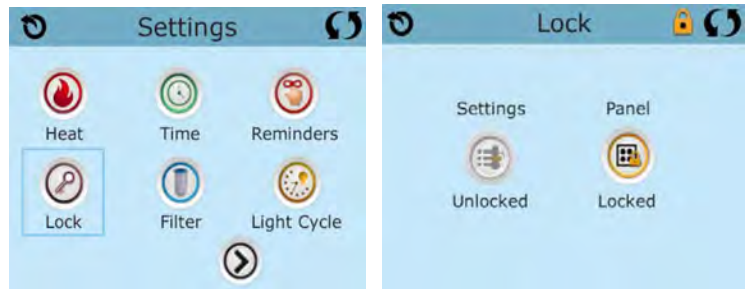 Settings
Heat Time Reminders
Lock Filter Light Cycle
Lock
Settings Panel
Unlocked Locked